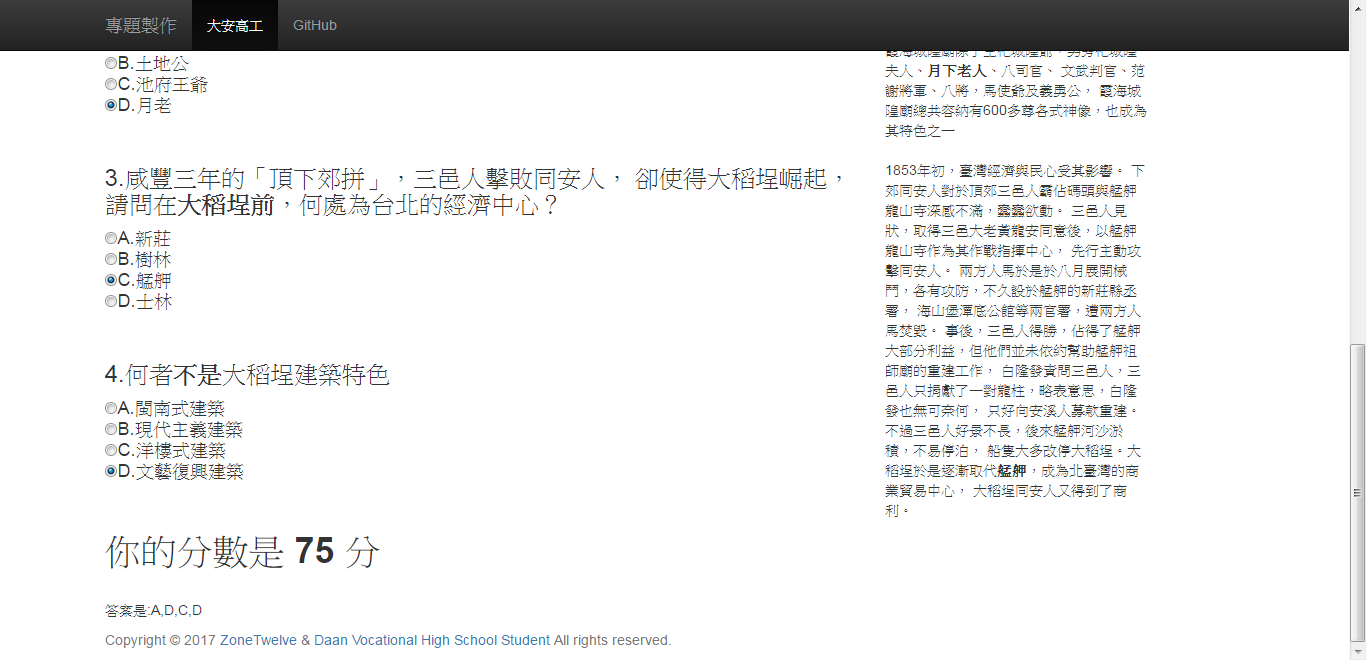 專題製作 大安高工 GitHub
B.土地公
C.池府王爺
D.月老
3.咸豐三年的「頂下郊拼」，三邑人擊敗同安人， 卻使得大稻埕崛起，
請問在大稻埕前，何處為台北的經濟中心？
A.新莊
B.樹林
C.艋舺
D.士林
4.何者不是大稻埕建築特色
A.閩南式建築
B.現代主義建築
C.洋樓式建築
D.文藝復興建築
你的分數是 75 分
答案是:A,D,C,D
夫人、月下老人、八司官、 文武判官、范
謝將軍、八將，馬使爺及義勇公， 霞海城
隍廟總共容納有600多尊各式神像，也成為
其特色之一
1853年初，臺灣經濟與民心受其影響。 下
郊同安人對於頂郊三邑人霸佔碼頭與艋舺
龍山寺深感不滿，蠢蠢欲動。 三邑人見
狀，取得三邑大老黃龍安同意後，以艋舺
龍山寺作為其作戰指揮中心， 先行主動攻
擊同安人。 兩方人馬於是於八月展開械
鬥，各有攻防，不久設於艋舺的新莊縣丞
署， 海山堡潭底公館等兩官署，遭兩方人
馬焚毀。 事後，三邑人得勝，佔得了艋舺
大部分利益，但他們並未依約幫助艋舺祖
師廟的重建工作， 白隆發責問三邑人，三
邑人只捐獻了一對龍柱，略表意思，白隆
發也無可奈何， 只好向安溪人募款重建。
不過三邑人好景不長，後來艋舺河沙淤
積，不易停泊， 船隻大多改停大稻埕。大
稻埕於是逐漸取代艋舺，成為北臺灣的商
業貿易中心， 大稻埕同安人又得到了商
利。
Copyright © 2017 ZoneTwelve & Daan Vocational High School Student All rights reserved.